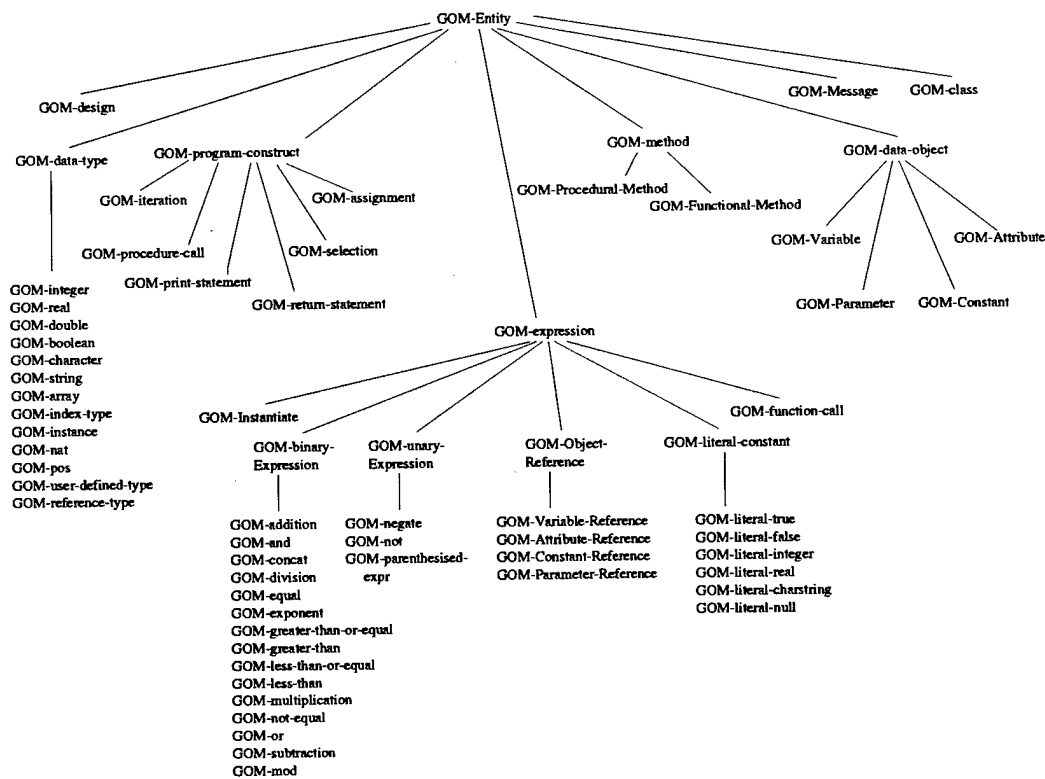 GOM-Entity
GOM-design
GOM-Message
GOM-class
GOM-data-type
GOM-program-construct
GOM-method
GOM-data-object
GOM-iteration
GOM-assignment
GOM-Procedural-Method
GOM-Functional-Method
GOM-procedure-call
GOM-selection
GOM-Variable
GOM-Attribute
GOM-print-statement
GOM-return-statement
GOM-Parameter
GOM-Constant
GOM-integer
GOM-real
GOM-double
GOM-boolean
GOM-character
GOM-string
GOM-array
GOM-index-type
GOM-instance
GOM-nat
GOM-pos
GOM-user-defined-type
GOM-reference-type
GOM-expression
GOM-Instantiate
GOM-function-call
GOM-binary-
Expression
GOM-unary-
Expression
GOM-Object-
Reference
GOM-literal-constant
GOM-addition
GOM-and
GOM-concat
GOM-division
GOM-equal
GOM-exponent
GOM-greater-than-or-equal
GOM-greater-than
GOM-less-than-or-equal
GOM-less-than
GOM-multiplication
GOM-not-equal
GOM-or
GOM-subtraction
GOM-mod
GOM-negate
GOM-not
GOM-parenthesised-
expr
GOM-Variable-Reference
GOM-Attribute-Reference
GOM-Constant-Reference
GOM-Parameter-Reference
GOM-literal-true
GOM-literal-false
GOM-literal-integer
GOM-literal-real
GOM-literal-charstring
GOM-literal-null